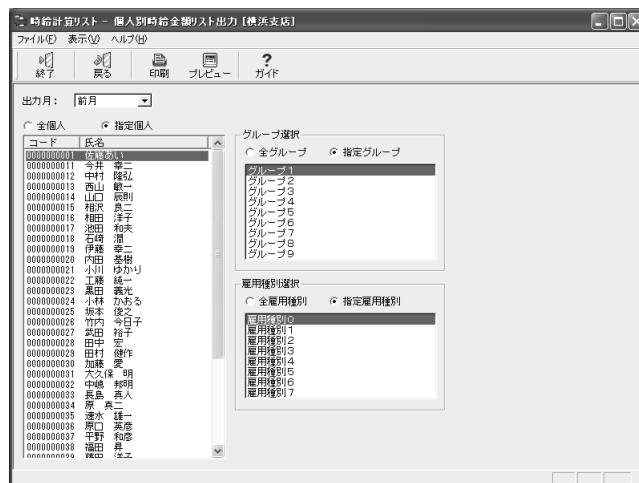 時給計算リスト - 個人別時給金額リスト出力 [横浜支店]
ファイル(F) 表示(V) ヘルプ(H)
終了 戻る 印刷 プレビュー ガイド
出力月： 前月
全個人 指定個人
コード 氏名
0000000001 佐藤あい
0000000011 今井 幸二
0000000012 中村 隆弘
0000000013 西山 敏一
0000000014 山口 辰則
0000000015 相沢 良二
0000000016 相田 洋子
0000000017 池田 和夫
0000000018 石崎 潤
0000000019 伊藤 幸二
0000000020 内田 基樹
0000000021 小川 ゆかり
0000000022 工藤 純一
0000000023 黒田 義光
0000000024 小林 かおる
0000000025 坂本 俊之
0000000026 竹内 今日子
0000000027 武田 裕子
0000000028 田中 宏
0000000029 田村 健作
0000000030 加藤 愛
0000000031 大久保 明
0000000032 中嶋 邦明
0000000033 長島 真人
0000000034 原 真二
0000000035 速水 雄一
0000000036 原口 英彦
0000000037 平野 和彦
0000000038 福田 昇
0000000039 藤田 洋子
グループ選択
全グループ 指定グループ
グループ１
グループ２
グループ３
グループ４
グループ５
グループ６
グループ７
グループ８
グループ９
雇用種別選択
全雇用種別 指定雇用種別
雇用種別０
雇用種別１
雇用種別２
雇用種別３
雇用種別４
雇用種別５
雇用種別６
雇用種別７